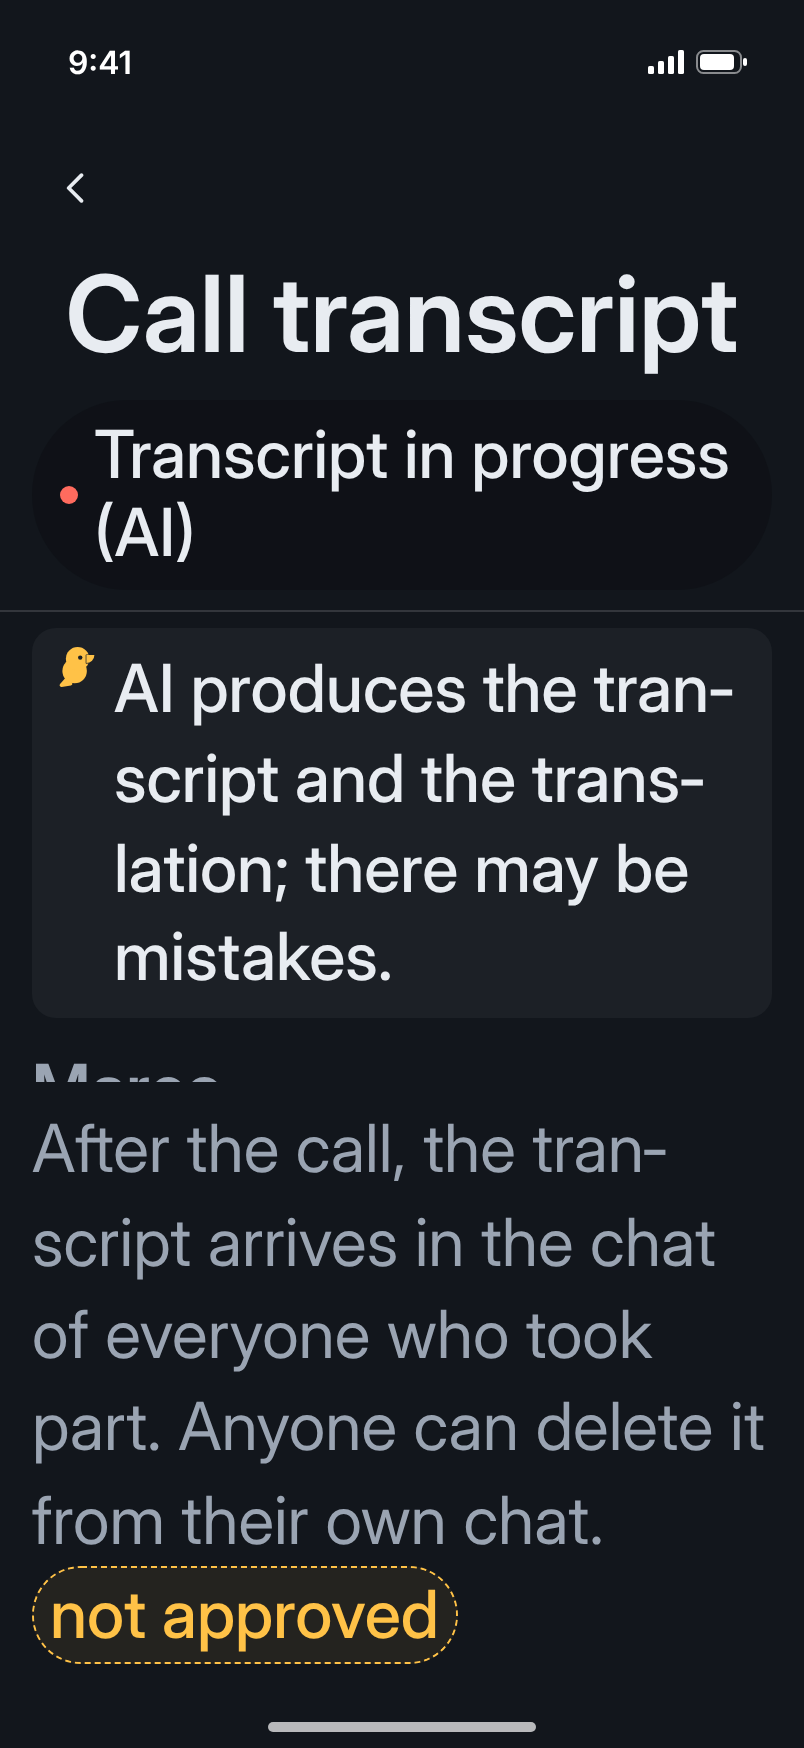 9:41
Call transcript
Transcript in progress
(AI)
AI produces the tran-
script and the trans-
lation; there may be
mistakes.
After the call, the tran-
script arrives in the chat
of everyone who took
part. Anyone can delete it
from their own chat.
not approved